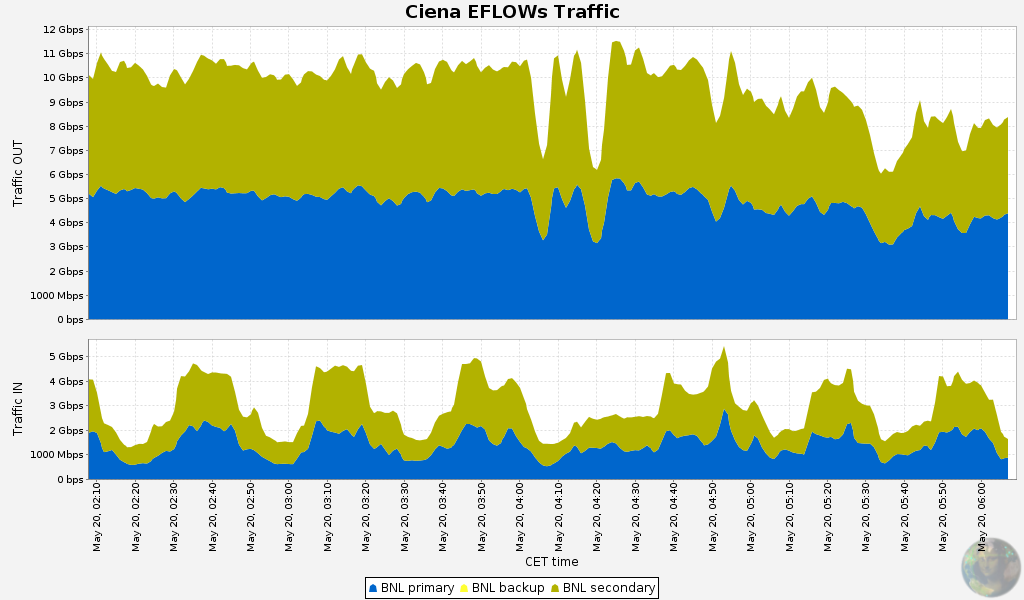 Ciena EFLOWs Traffic
Traffic OUT
12 Gbps
11 Gbps
10 Gbps
9 Gbps
8 Gbps
7 Gbps
6 Gbps
5 Gbps
4 Gbps
3 Gbps
2 Gbps
1000 Mbps
0 bps
Traffic IN
5 Gbps
4 Gbps
3 Gbps
2 Gbps
1000 Mbps
0 bps
May 20, 02:10
May 20, 02:20
May 20, 02:30
May 20, 02:40
May 20, 02:50
May 20, 03:00
May 20, 03:10
May 20, 03:20
May 20, 03:30
May 20, 03:40
May 20, 03:50
May 20, 04:00
May 20, 04:10
May 20, 04:20
May 20, 04:30
May 20, 04:40
May 20, 04:50
May 20, 05:00
May 20, 05:10
May 20, 05:20
May 20, 05:30
May 20, 05:40
May 20, 05:50
May 20, 06:00
CET time
BNL primary BNL backup BNL secondary